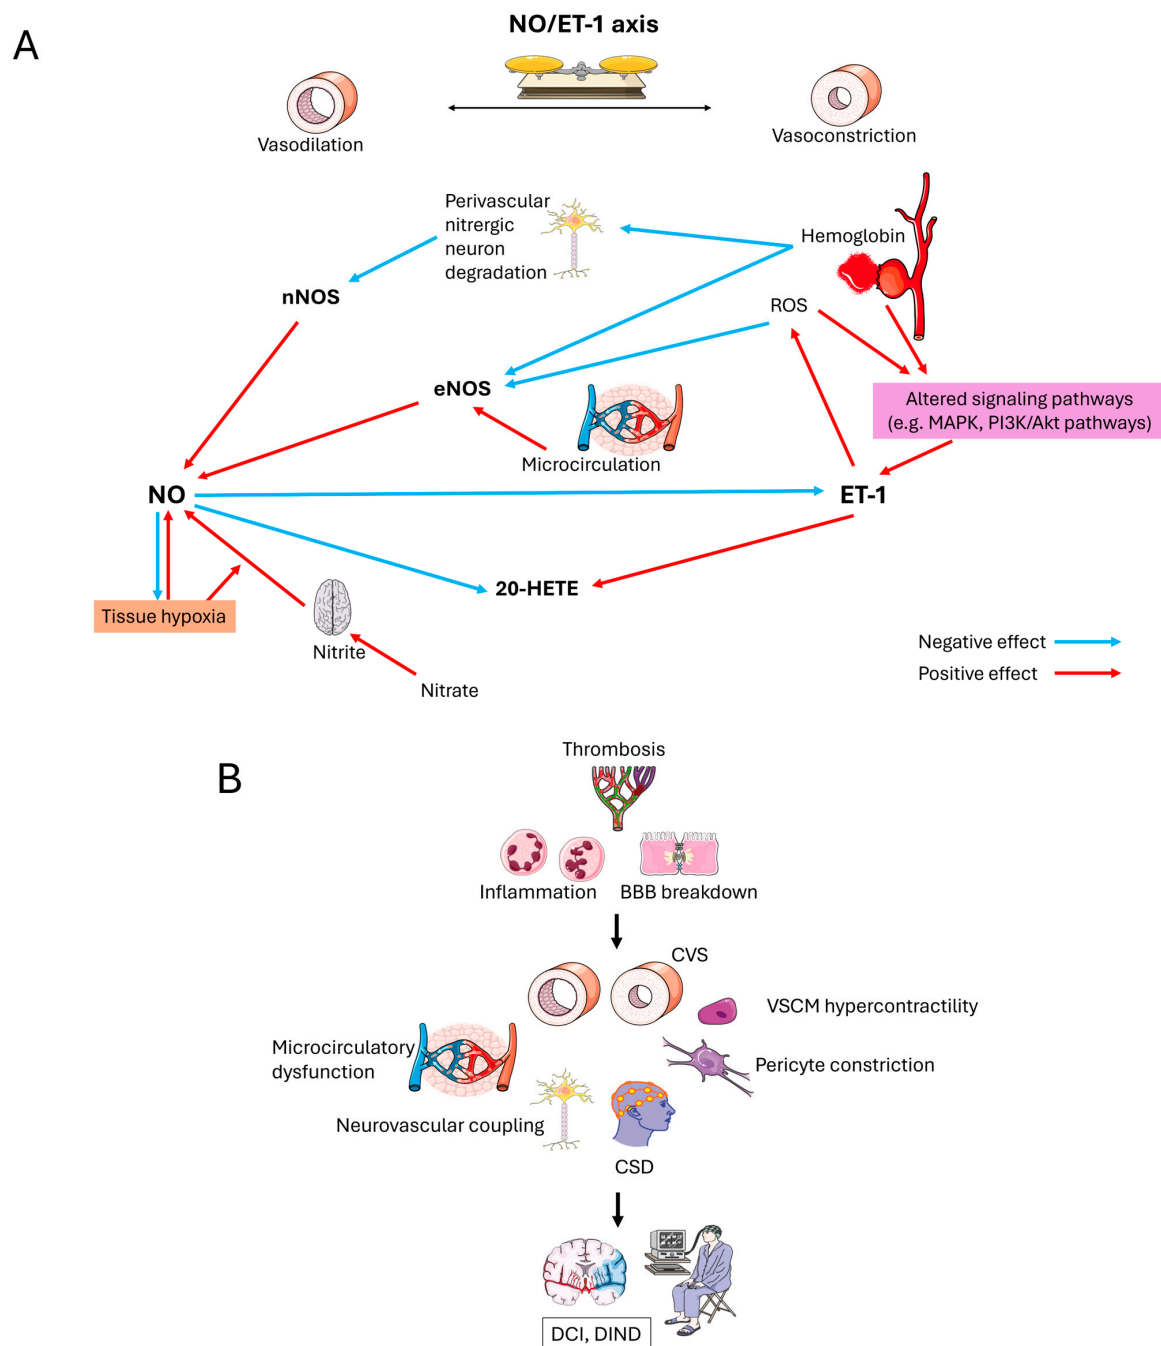 A
NO/ET-1 axis
Vasodilation
Vasoconstriction
Perivascular
nitrergic
neuron
degradation
Hemoglobin
nNOS
ROS
eNOS
Altered signaling pathways
(e.g. MAPK, PI3K/Akt pathways)
Microcirculation
NO
ET-1
20-HETE
Tissue hypoxia
Nitrite
Nitrate
Negative effect
Positive effect
B
Thrombosis
Inflammation
BBB breakdown
CVS
VSCM hypercontractility
Microcirculatory
dysfunction
Pericyte constriction
Neurovascular coupling
CSD
DCI, DIND